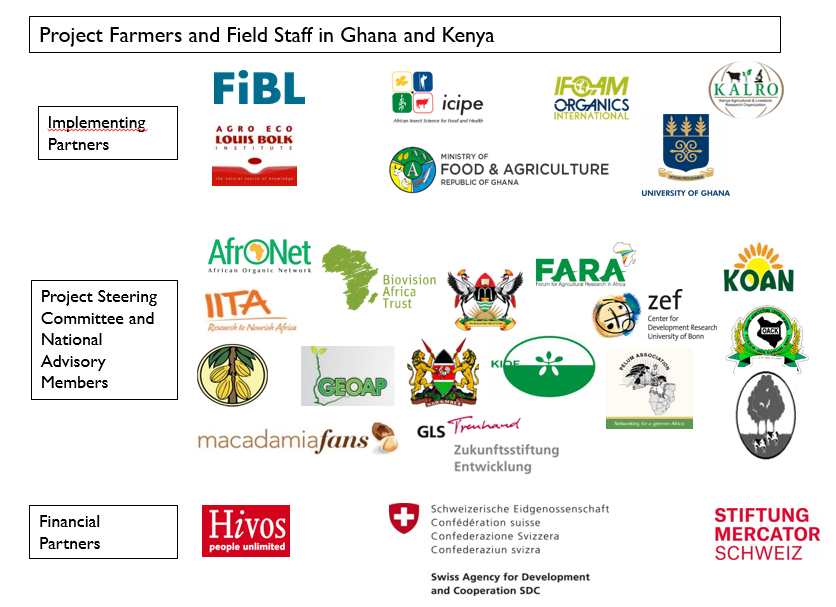 Project Farmers and Field Staff in Ghana and Kenya
Implementing
Partners
FiBL
AGRO ECO
LOUIS BOLK
INSTITUTE
the natural source of knowledge
icipe
African Insect Science for Food and Health
IFOAM
ORGANICS
INTERNATIONAL
KALRO
Kenya Agricultural & Livestock
Research Organization
MINISTRY OF
FOOD & AGRICULTURE
REPUBLIC OF GHANA
UNIVERSITY OF GHANA
Project Steering
Committee and
National
Advisory
Members
AfrONet
African Organic Network
Biovision
Africa
Trust
FARA
Forum for Agricultural Research in Africa
KOAN
IITA
Research to Nourish Africa
zef
Center for
Development Research
University of Bonn
OACK
GEOAP
HARAMBEE
PELUM ASSOCIATION
Networking for a greener Africa
macadamiafans
GLS Treuhand
Zukunftsstiftung
Entwicklung
Financial
Partners
Hivos
people unlimited
Schweizerische Eidgenossenschaft
Confédération suisse
Confederazione Svizzera
Confederaziun svizra
Swiss Agency for Development
and Cooperation SDC
STIFTUNG
MERCATOR
SCHWEIZ